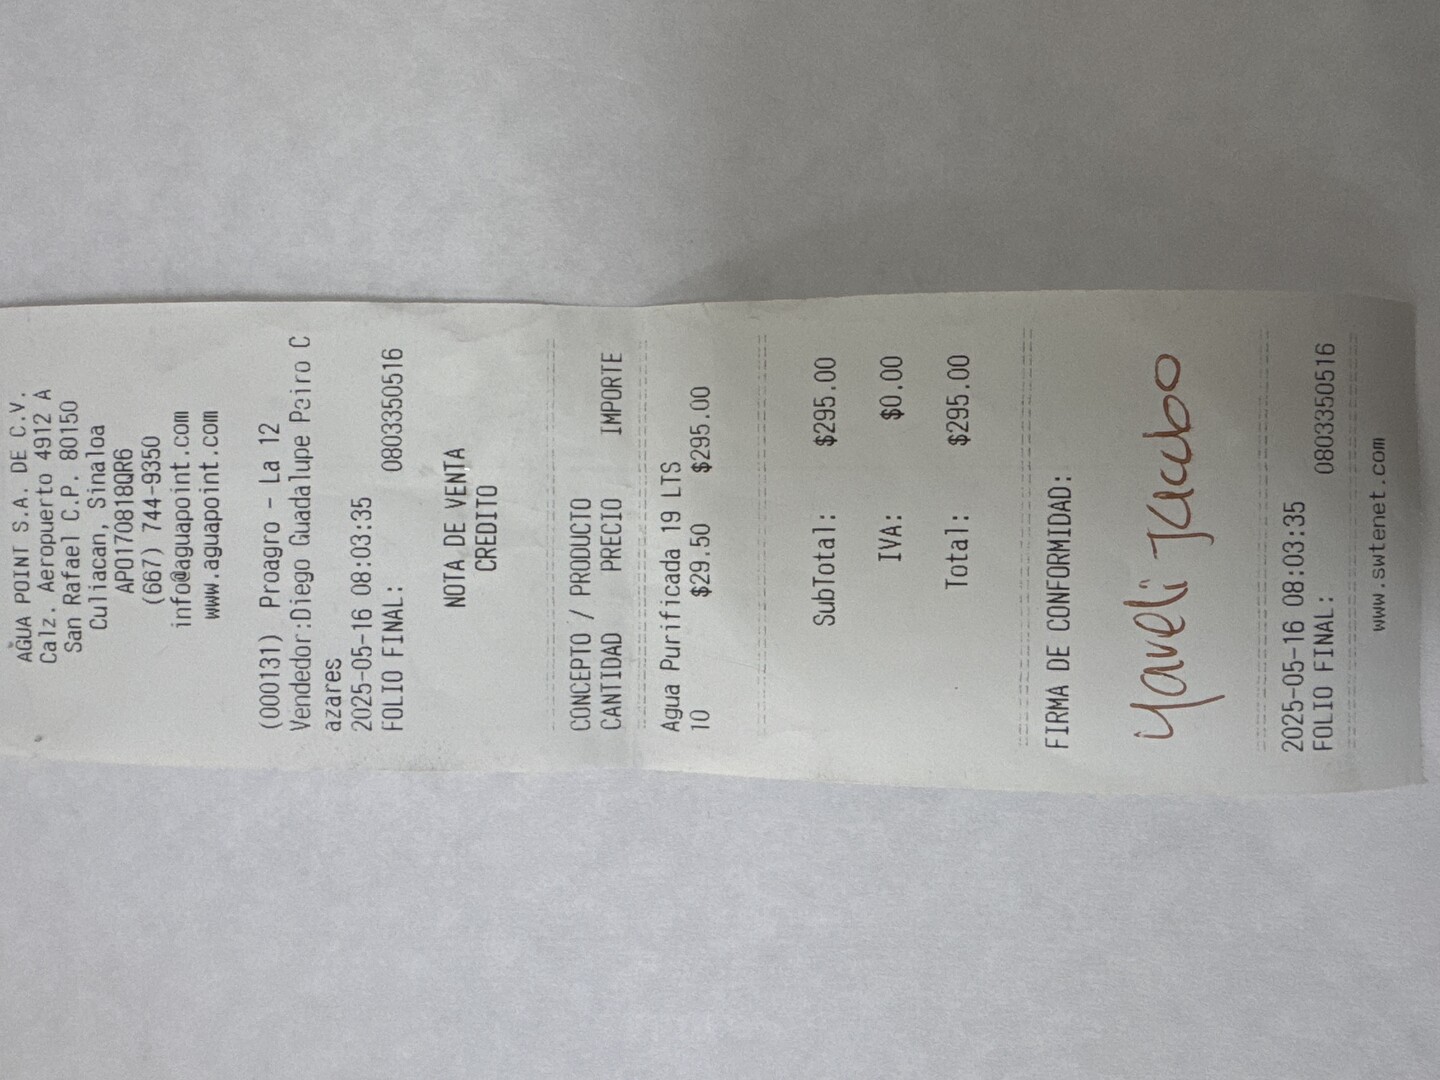 AGUA POINT S.A. DE C.V.
Calz. Aeropuerto 4912 A
San Rafael C.P. 80150
Culiacan, Sinaloa
APO170818QR6
(667) 744-9350
info@aguapoint.com
www.aguapoint.com
(000131) Proagro - La 12
Vendedor:Diego Guadalupe Peiro C
azares
2025-05-16 08:03:35
FOLIO FINAL: 0803350516
NOTA DE VENTA
CREDITO
CONCEPTO / PRODUCTO
CANTIDAD PRECIO IMPORTE
Agua Purificada 19 LTS
10 $29.50 $295.00
SubTotal: $295.00
IVA: $0.00
Total: $295.00
FIRMA DE CONFORMIDAD:
Yaveli Jacobo
2025-05-16 08:03:35
FOLIO FINAL: 0803350516
www.swtenet.com